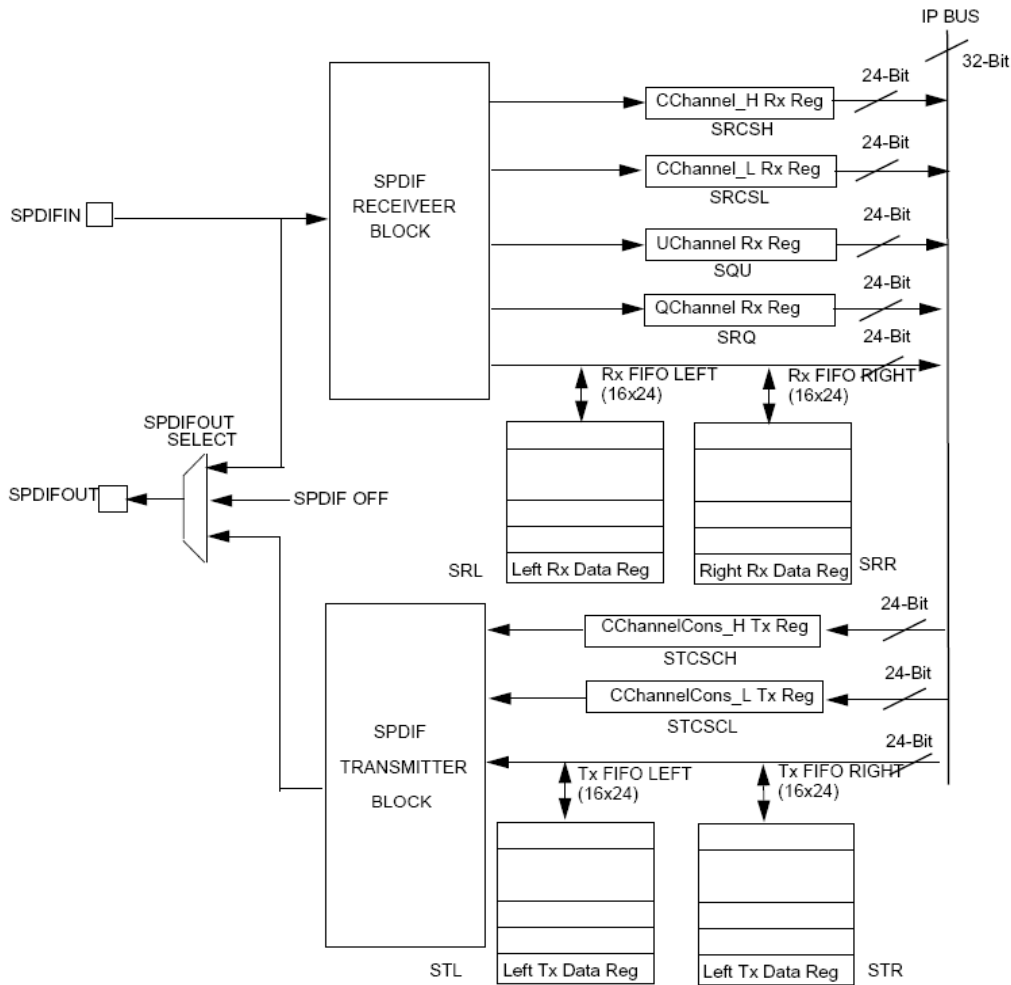 IP BUS
32-Bit
24-Bit
CChannel_H Rx Reg
SRCSH
24-Bit
CChannel_L Rx Reg
SRCSL
SPDIF
RECEIVEER
BLOCK
SPDIFIN
24-Bit
UChannel Rx Reg
SQU
24-Bit
QChannel Rx Reg
SRQ
24-Bit
Rx FIFO LEFT
(16x24)
Rx FIFO RIGHT
(16x24)
SPDIFOUT
SELECT
SPDIFOUT
SPDIF OFF
SRL
Left Rx Data Reg
Right Rx Data Reg
SRR
24-Bit
CChannelCons_H Tx Reg
STCSCH
24-Bit
CChannelCons_L Tx Reg
STCSCL
SPDIF
TRANSMITTER
BLOCK
24-Bit
Tx FIFO LEFT
(16x24)
Tx FIFO RIGHT
(16x24)
STL
Left Tx Data Reg
Left Tx Data Reg
STR